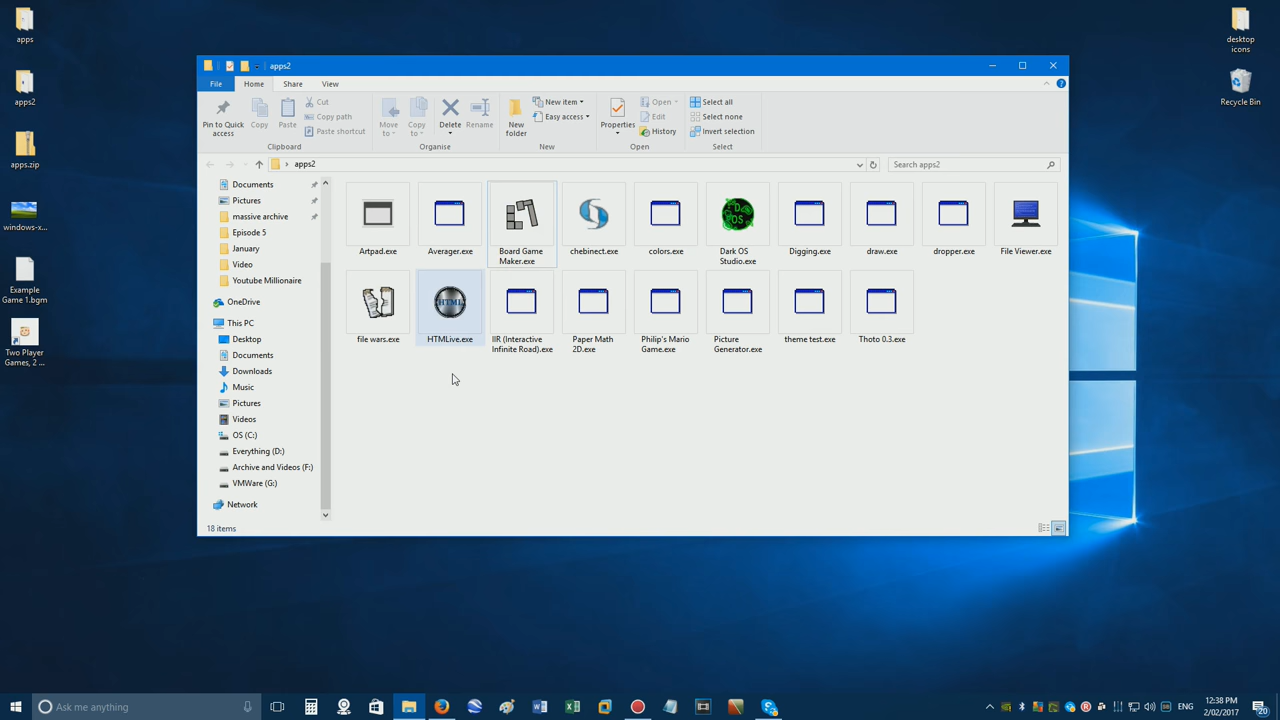 apps
apps2
apps.zip
windows-x...
Example
Game 1.bgm
Two Player
Games, 2 ...
desktop
icons
Recycle Bin
apps2
File
Home
Share
View
Pin to Quick
access
Copy
Paste
Cut
Copy path
Paste shortcut
Clipboard
Move
to
Copy
to
Delete
Rename
Organise
New
folder
New item
Easy access
New
Properties
Open
Edit
History
Open
Select all
Select none
Invert selection
Select
apps2
Search apps2
Documents
Pictures
massive archive
Episode 5
January
Video
Youtube Millionaire
OneDrive
This PC
Desktop
Documents
Downloads
Music
Pictures
Videos
OS (C:)
Everything (D:)
Archive and Videos (F:)
VMWare (G:)
Network
Artpad.exe
Averager.exe
Board Game
Maker.exe
chebinect.exe
colors.exe
D
OS
Dark OS
Studio.exe
Digging.exe
draw.exe
dropper.exe
File Viewer.exe
file wars.exe
HTML
HTMLive.exe
IIR (Interactive
Infinite Road).exe
Paper Math
2D.exe
Philip's Mario
Game.exe
Picture
Generator.exe
theme test.exe
Thoto 0.3.exe
18 items
Ask me anything
ENG
12:38 PM
2/02/2017
20